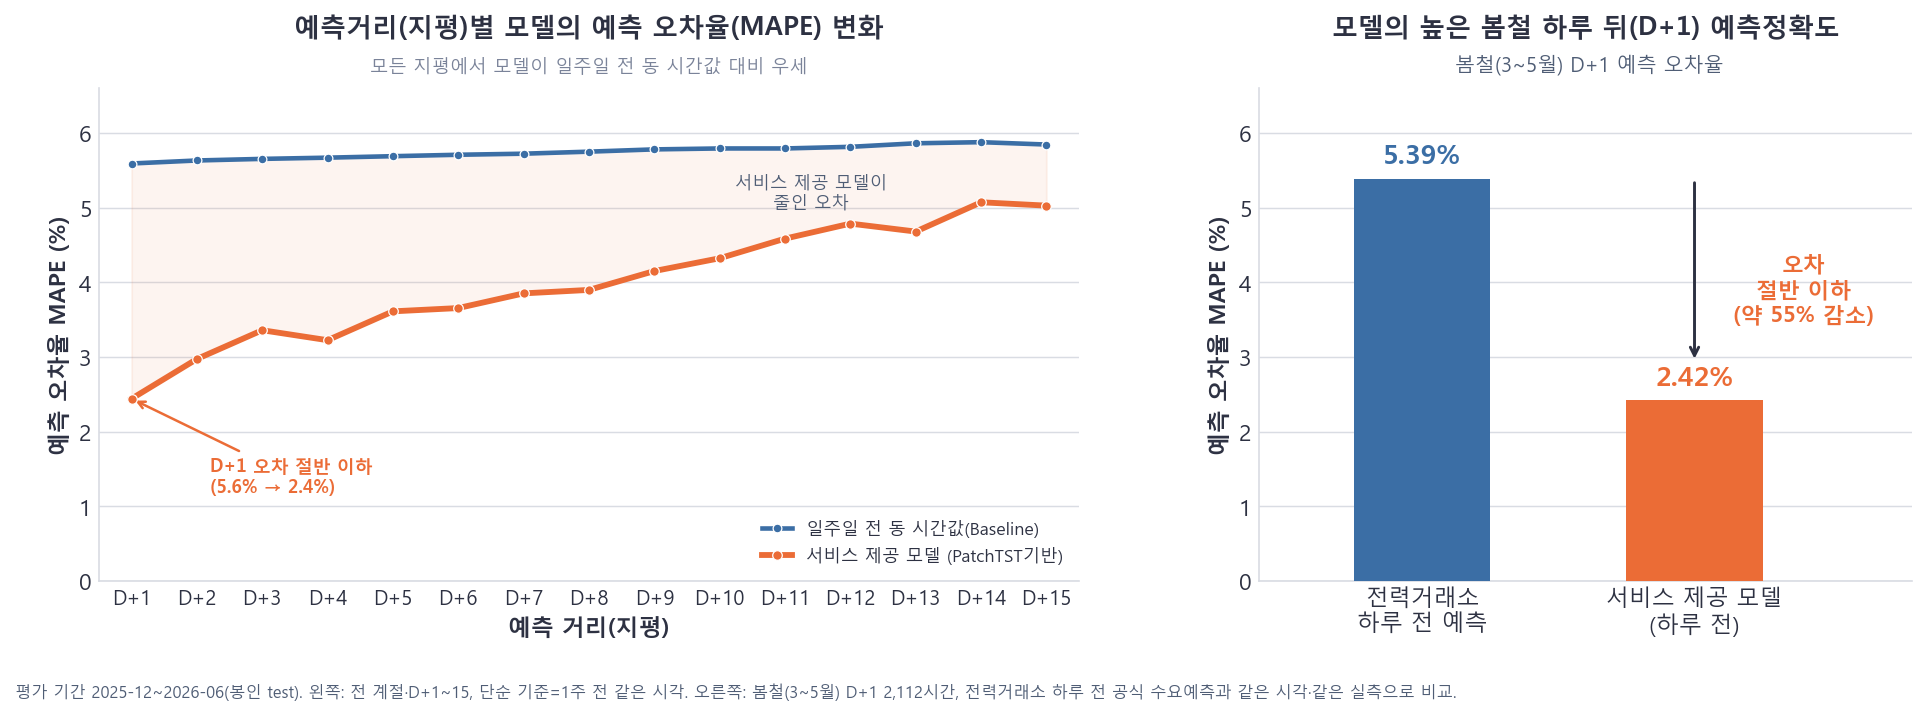 예측거리(지평)별 모델의 예측 오차율(MAPE) 변화
모든 지평에서 모델이 일주일 전 동 시간값 대비 우세
예측 오차율 MAPE (%)
6
5
4
3
2
1
0
서비스 제공 모델이
줄인 오차
D+1 오차 절반 이하
(5.6% → 2.4%)
일주일 전 동 시간값(Baseline)
서비스 제공 모델 (PatchTST기반)
D+1 D+2 D+3 D+4 D+5 D+6 D+7 D+8 D+9 D+10 D+11 D+12 D+13 D+14 D+15
예측 거리(지평)
모델의 높은 봄철 하루 뒤(D+1) 예측정확도
봄철(3~5월) D+1 예측 오차율
예측 오차율 MAPE (%)
6
5
4
3
2
1
0
5.39%
오차
절반 이하
(약 55% 감소)
2.42%
전력거래소
하루 전 예측
서비스 제공 모델
(하루 전)
평가 기간 2025-12~2026-06(봉인 test). 왼쪽: 전 계절·D+1~15, 단순 기준=1주 전 같은 시각. 오른쪽: 봄철(3~5월) D+1 2,112시간, 전력거래소 하루 전 공식 수요예측과 같은 시각·같은 실측으로 비교.